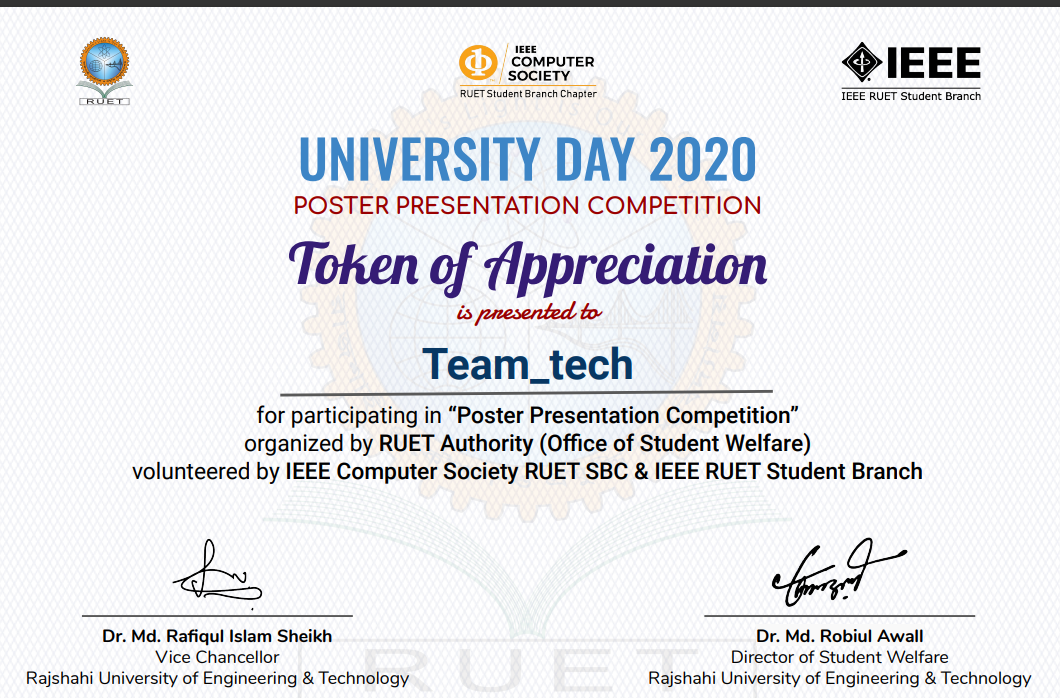 RUET
IEEE
COMPUTER
SOCIETY
RUET Student Branch Chapter
IEEE
IEEE RUET Student Branch
UNIVERSITY DAY 2020
POSTER PRESENTATION COMPETITION
Token of Appreciation
is presented to
Team_tech
for participating in “Poster Presentation Competition”
organized by RUET Authority (Office of Student Welfare)
volunteered by IEEE Computer Society RUET SBC & IEEE RUET Student Branch
Dr. Md. Rafiqul Islam Sheikh
Vice Chancellor
Rajshahi University of Engineering & Technology
Dr. Md. Robiul Awall
Director of Student Welfare
Rajshahi University of Engineering & Technology
RUET